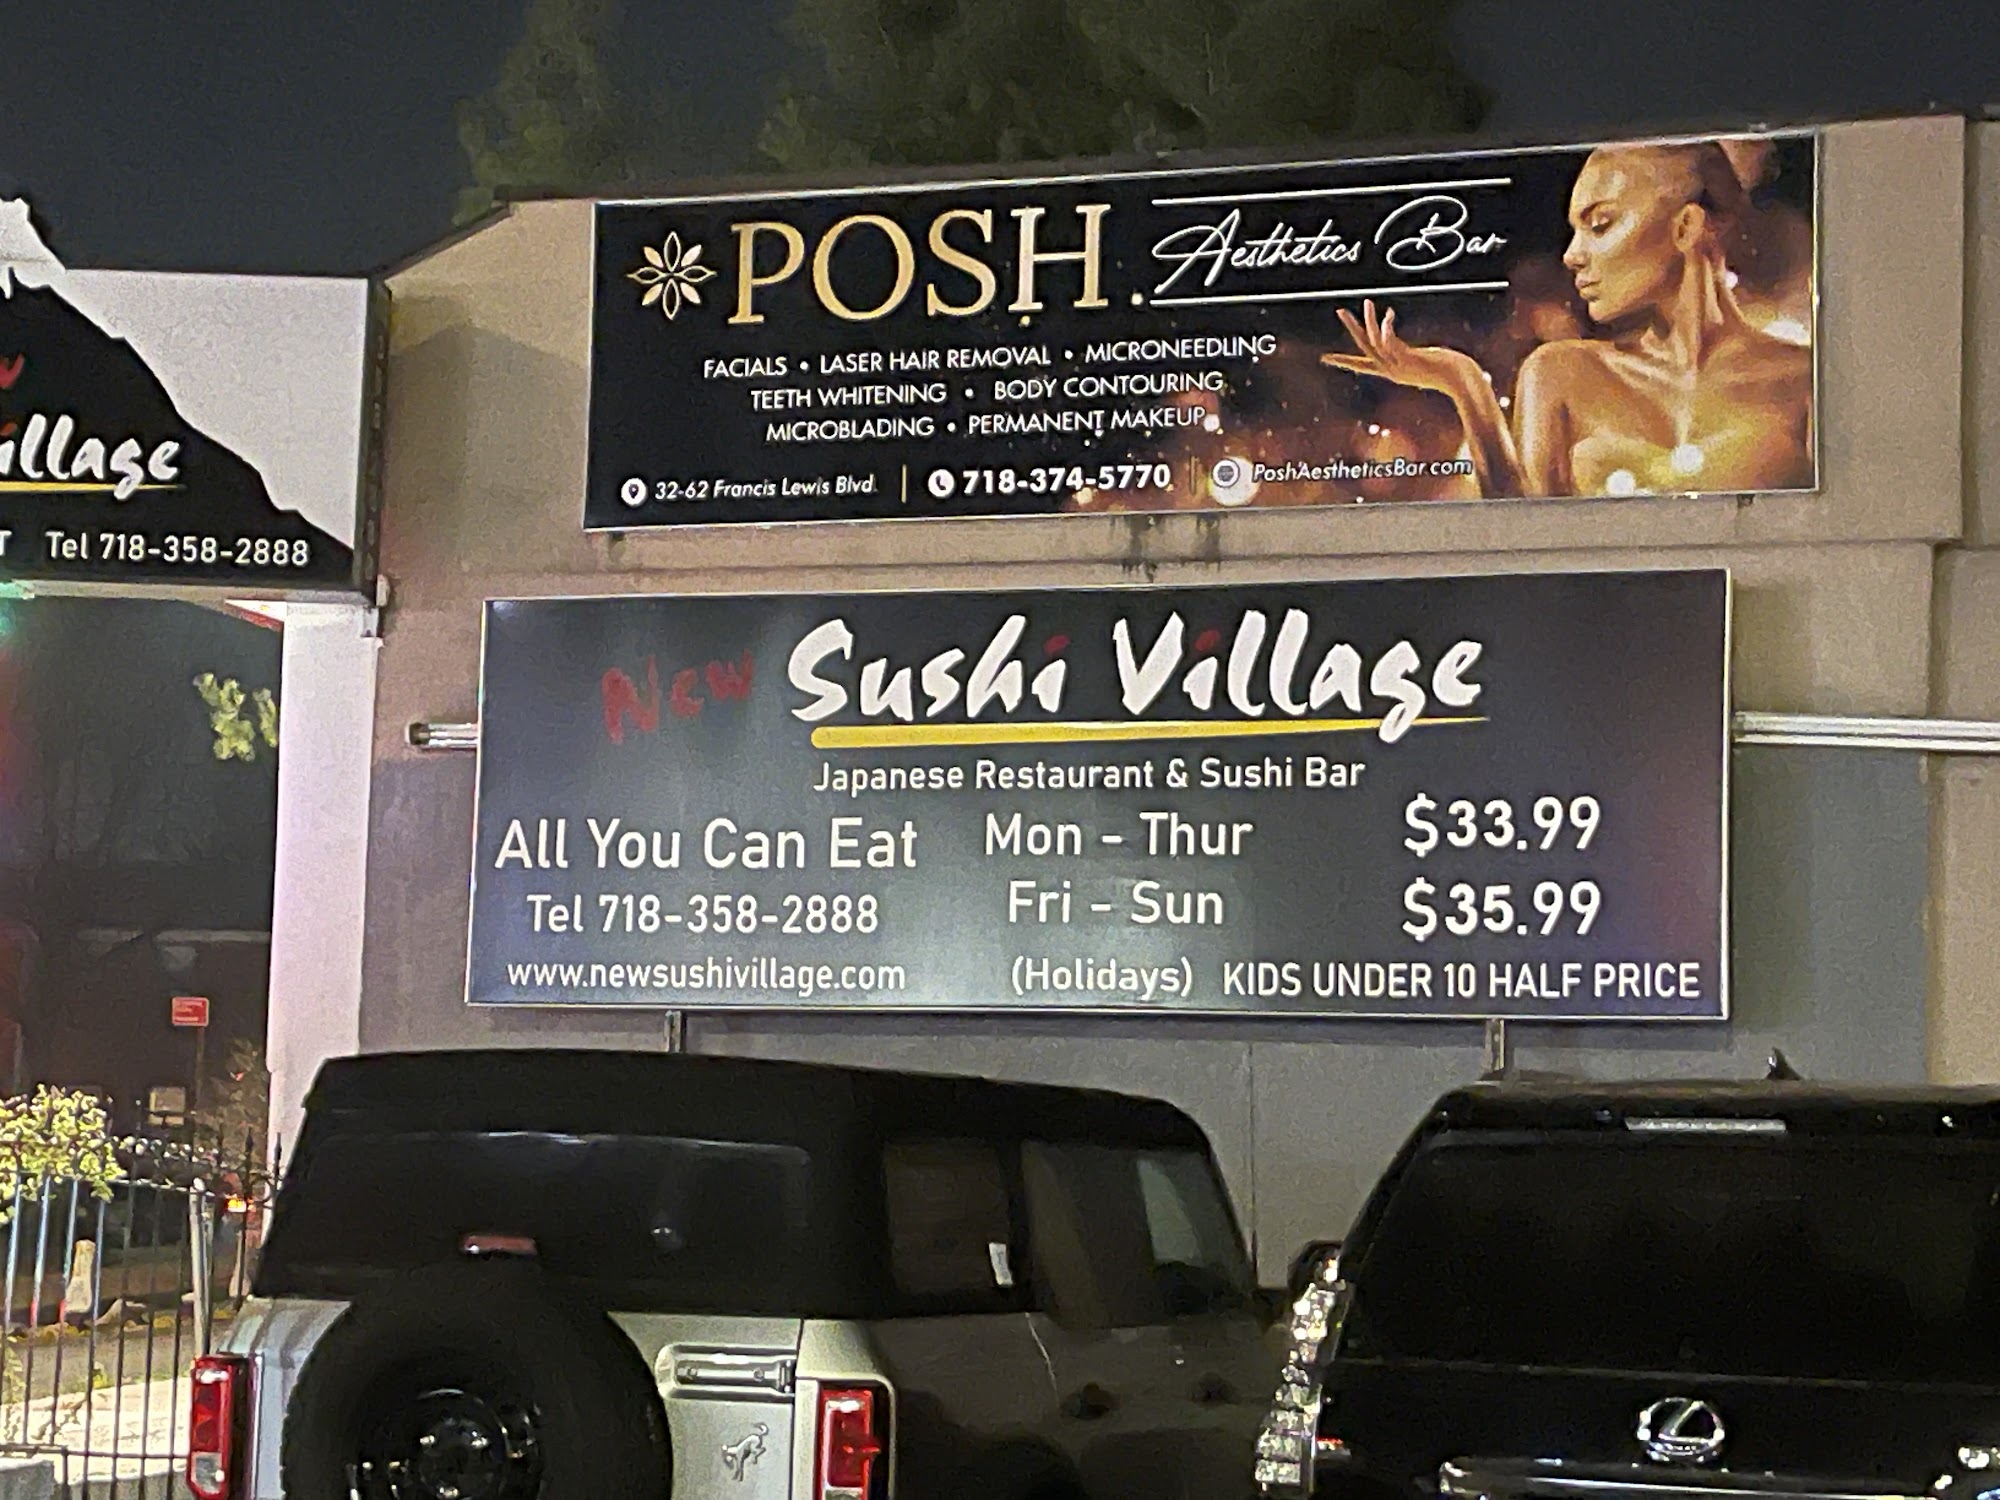 POSH.
Aesthetics Bar
FACIALS • LASER HAIR REMOVAL • MICRONEEDLING
TEETH WHITENING • BODY CONTOURING
MICROBLADING • PERMANENT MAKEUP
32-62 Francis Lewis Blvd. | 718-374-5770 | PoshAestheticsBar.com
illage
T Tel 718-358-2888
New Sushi Village
Japanese Restaurant & Sushi Bar
All You Can Eat Mon - Thur $33.99
Tel 718-358-2888 Fri - Sun $35.99
www.newsushivillage.com (Holidays) KIDS UNDER 10 HALF PRICE